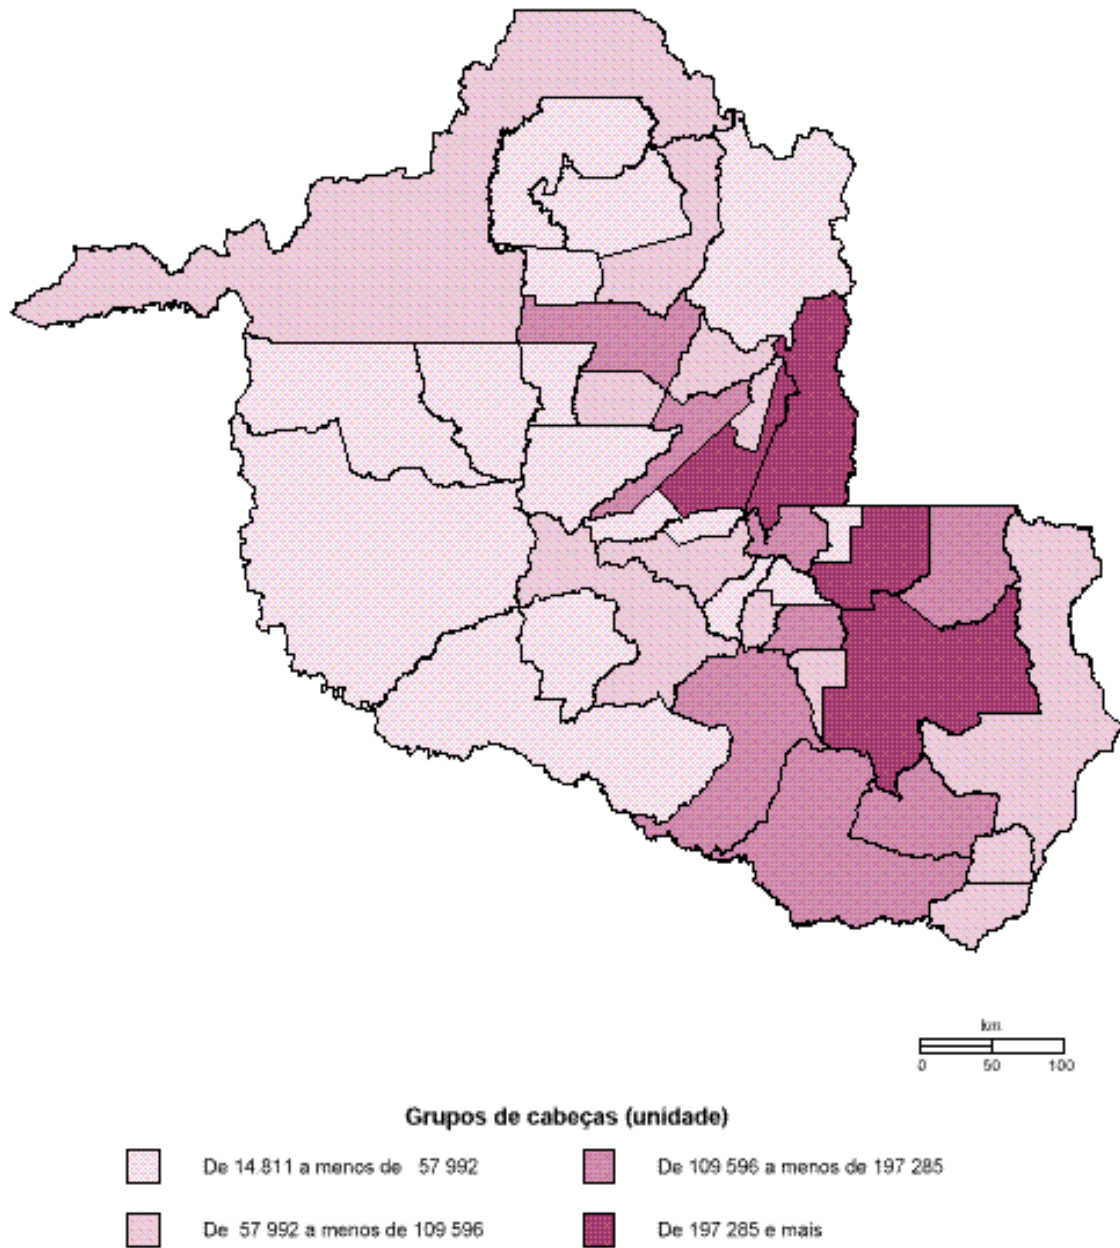 km
0 50 100
Grupos de cabeças (unidade)
De 14.811 a menos de 57 992
De 109 596 a menos de 197 285
De 57 992 a menos de 109 596
De 197 285 e mais